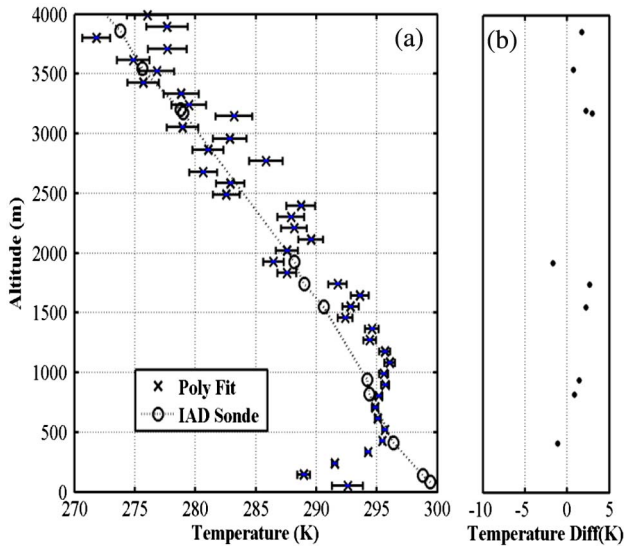 (a)
(b)
4000
3500
3000
2500
2000
1500
1000
500
0
Altitude (m)
Poly Fit
IAD Sonde
270 275 280 285 290 295 300
Temperature (K)
-10 -5 0 5
Temperature Diff(K)